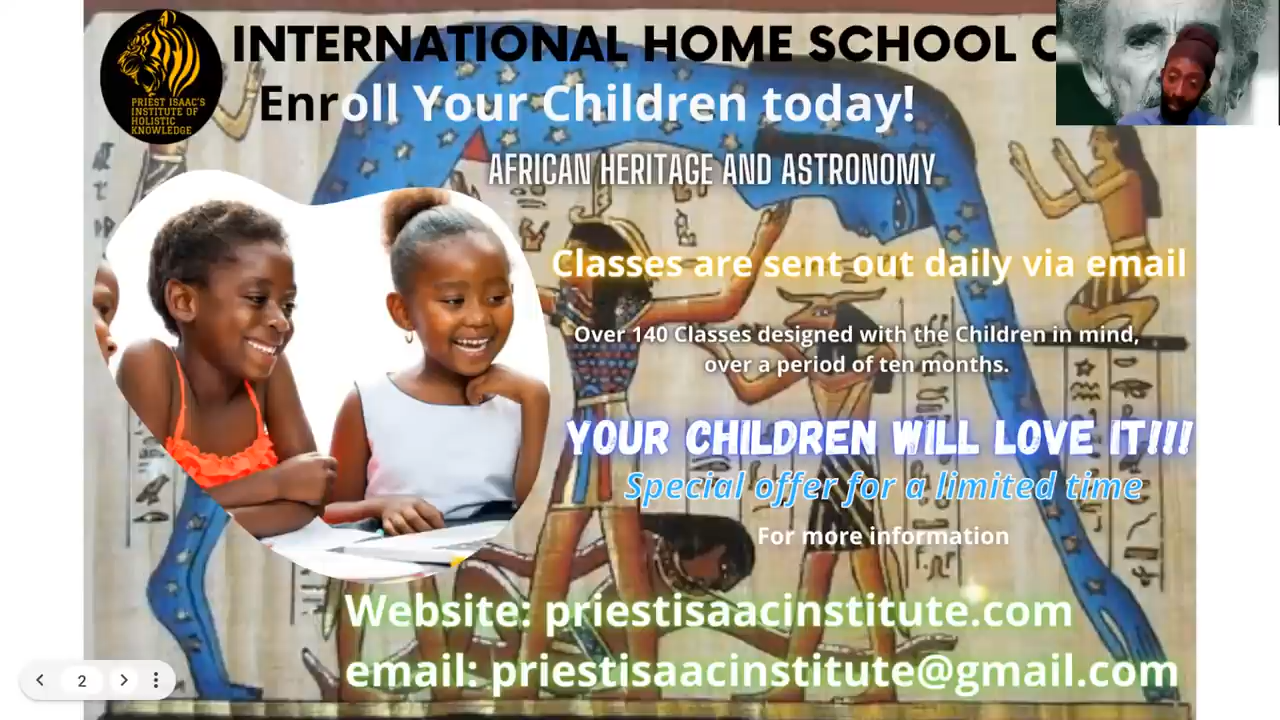 PRIEST ISAAC'S
INSTITUTE OF
HOLISTIC
KNOWLEDGE
INTERNATIONAL HOME SCHOOL
Enroll Your Children today!
AFRICAN HERITAGE AND ASTRONOMY
Classes are sent out daily via email
Over 140 Classes designed with the Children in mind,
over a period of ten months.
YOUR CHILDREN WILL LOVE IT!!!
Special offer for a limited time
For more information
Website: priestisaacinstitute.com
email: priestisaacinstitute@gmail.com
2